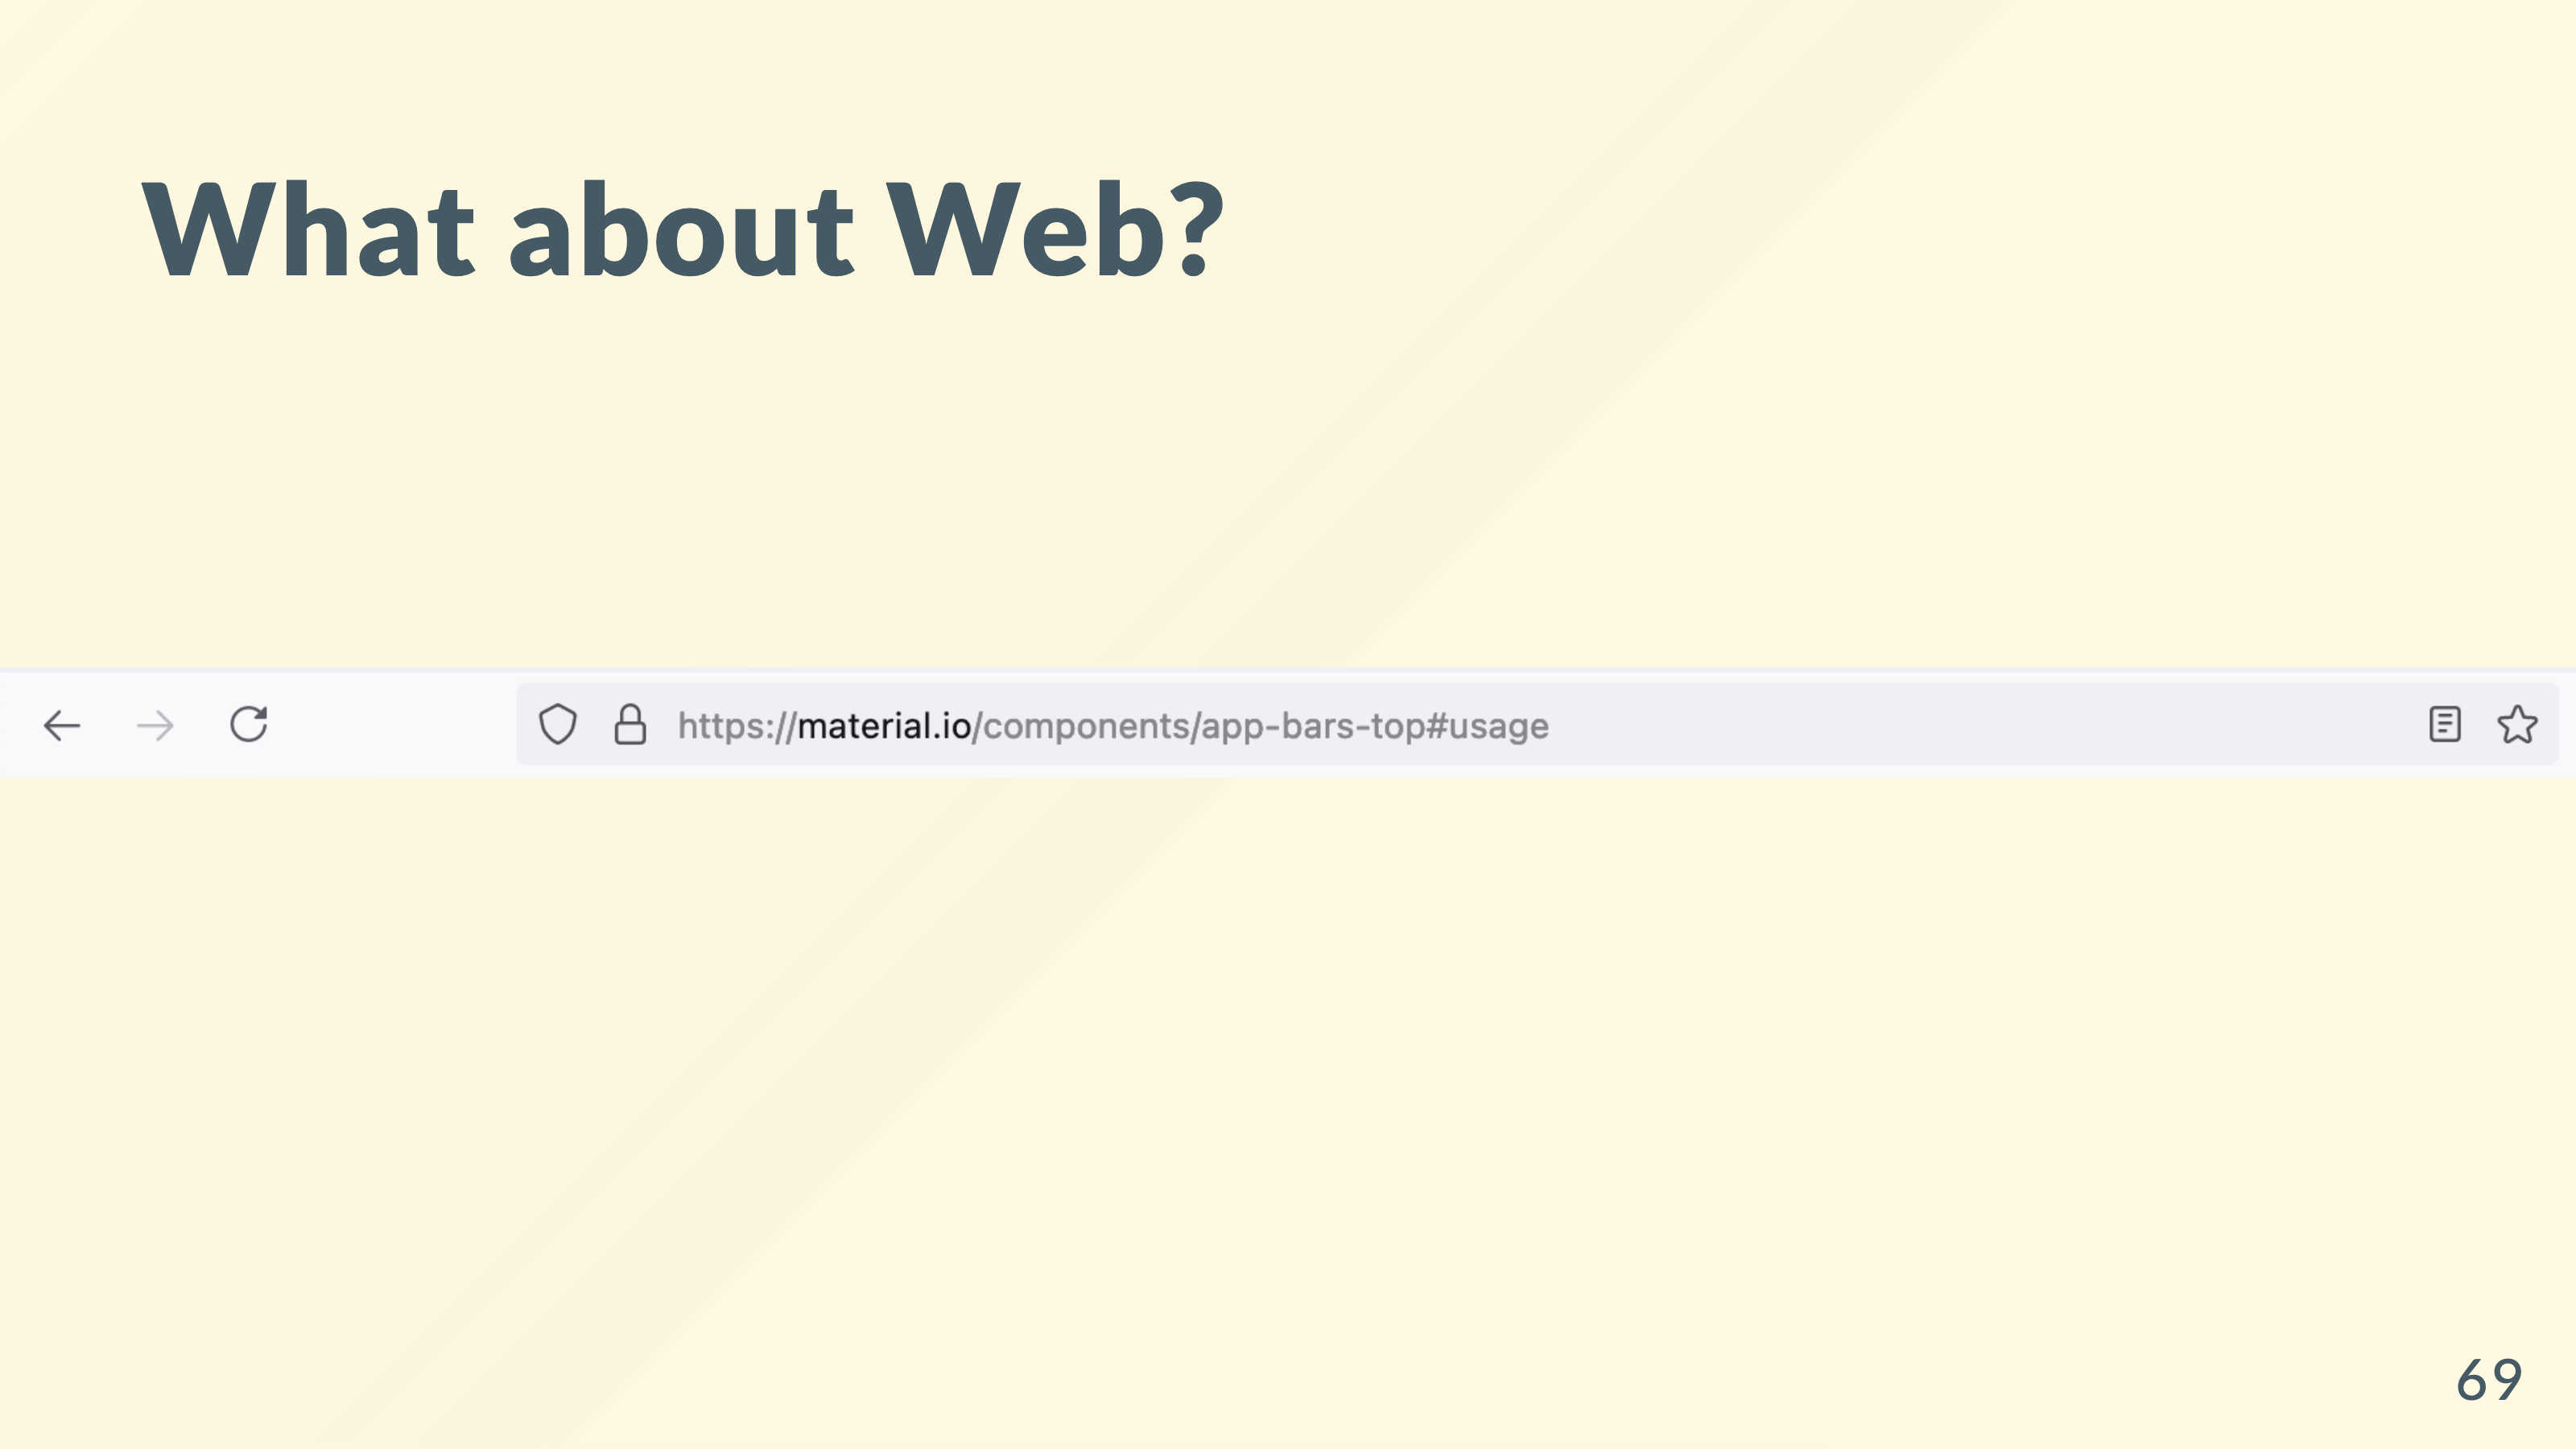 What about Web?
https://material.io/components/app-bars-top#usage
69